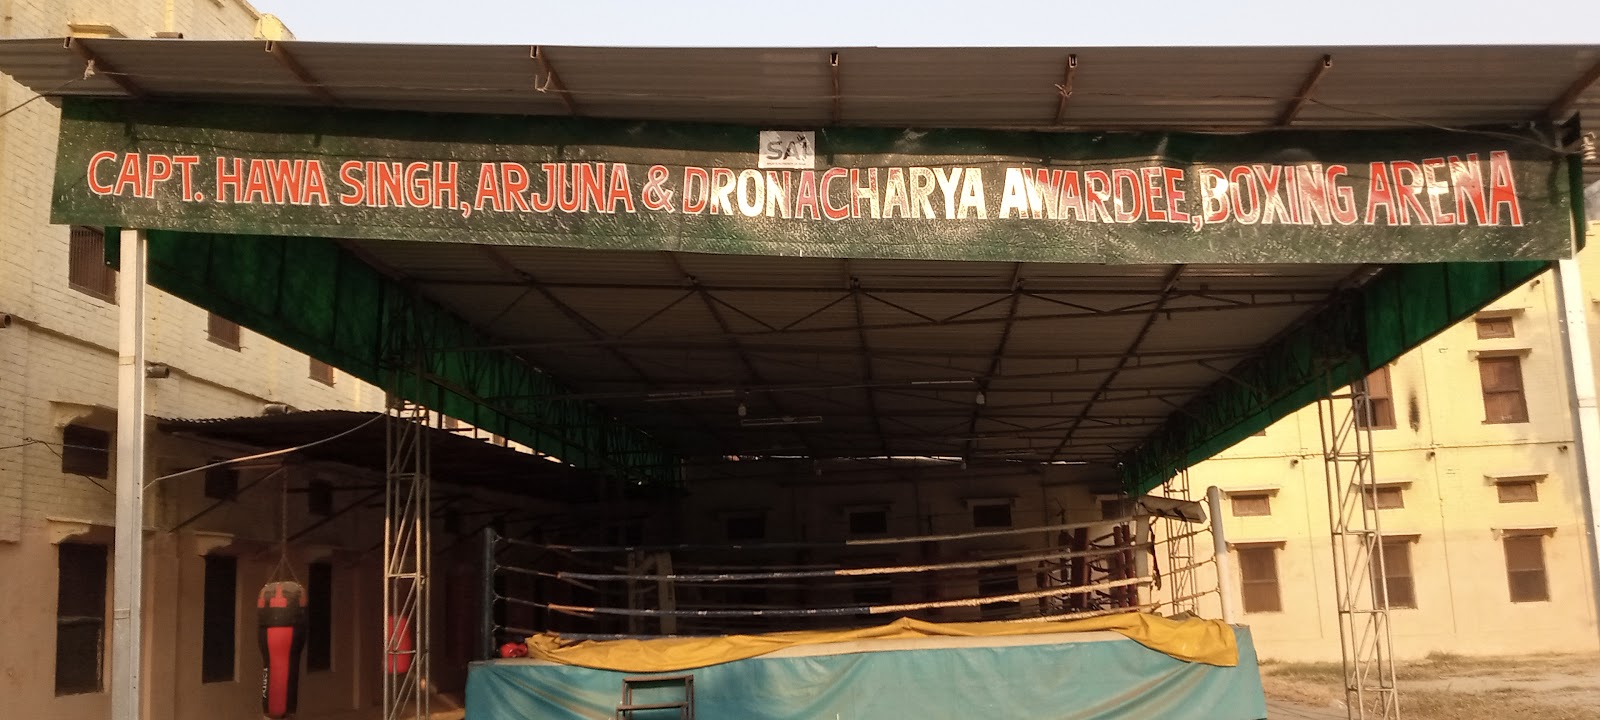 SAI
CAPT. HAWA SINGH, ARJUNA & DRONACHARYA AWARDEE, BOXING ARENA